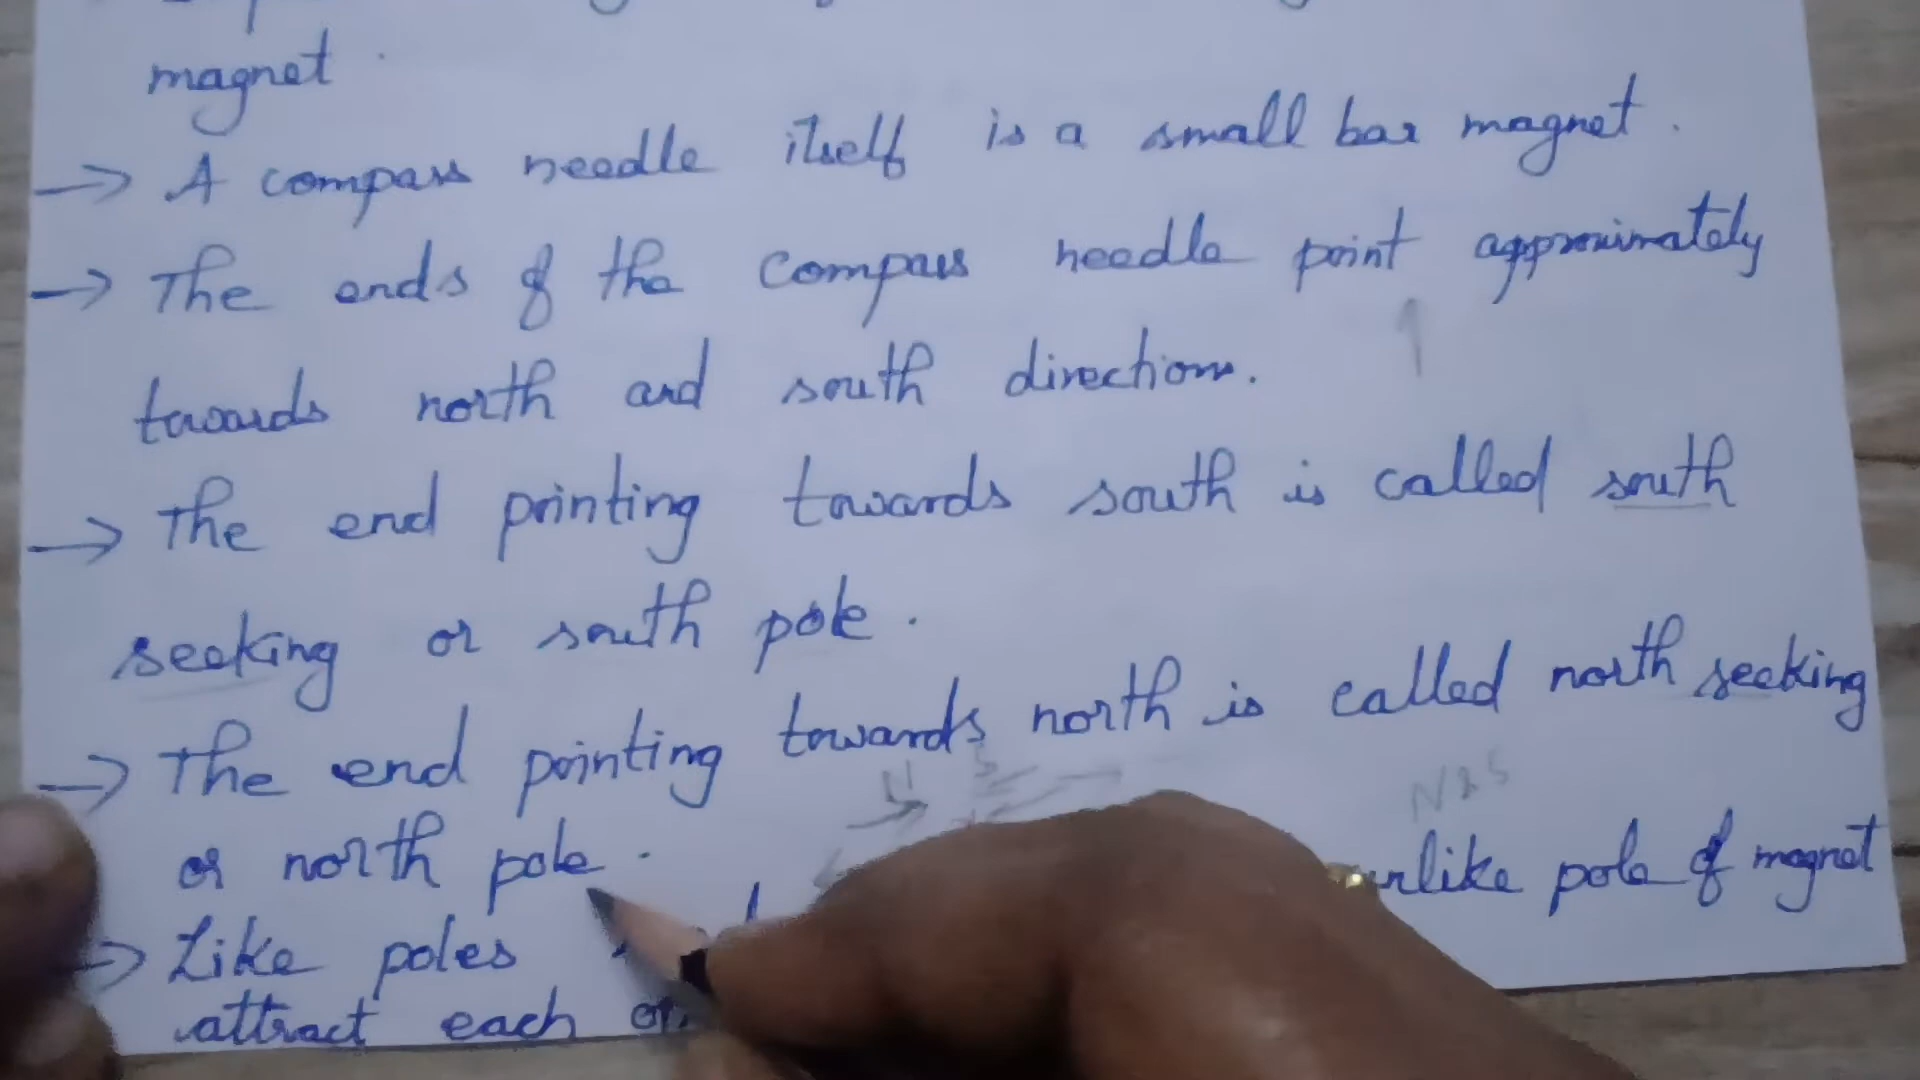 magnet.
→ A compass needle itself is a small bar magnet.
→ The ends of the compass needle point approximately
towards north and south direction.
→ The end pointing towards south is called south
seeking or south pole.
→ The end pointing towards north is called north seeking
N S
N & S
or north pole.
→ Like poles unlike pole of magnet
attract each